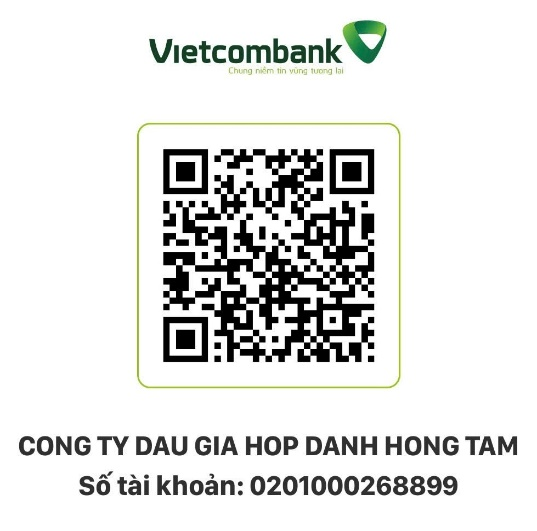 Vietcombank
Chung niềm tin vững tương lai
CONG TY DAU GIA HOP DANH HONG TAM
Số tài khoản: 0201000268899